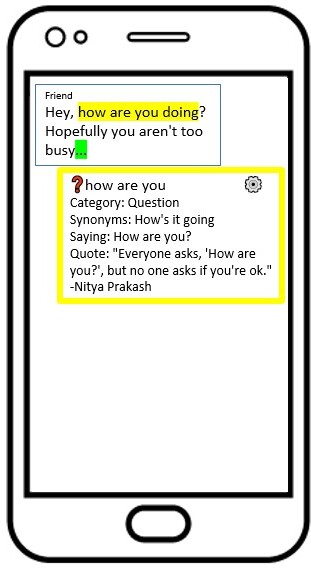 Friend
Hey, how are you doing?
Hopefully you aren't too
busy...
❓how are you
Category: Question
Synonyms: How's it going
Saying: How are you?
Quote: "Everyone asks, 'How are
you?', but no one asks if you're ok."
-Nitya Prakash